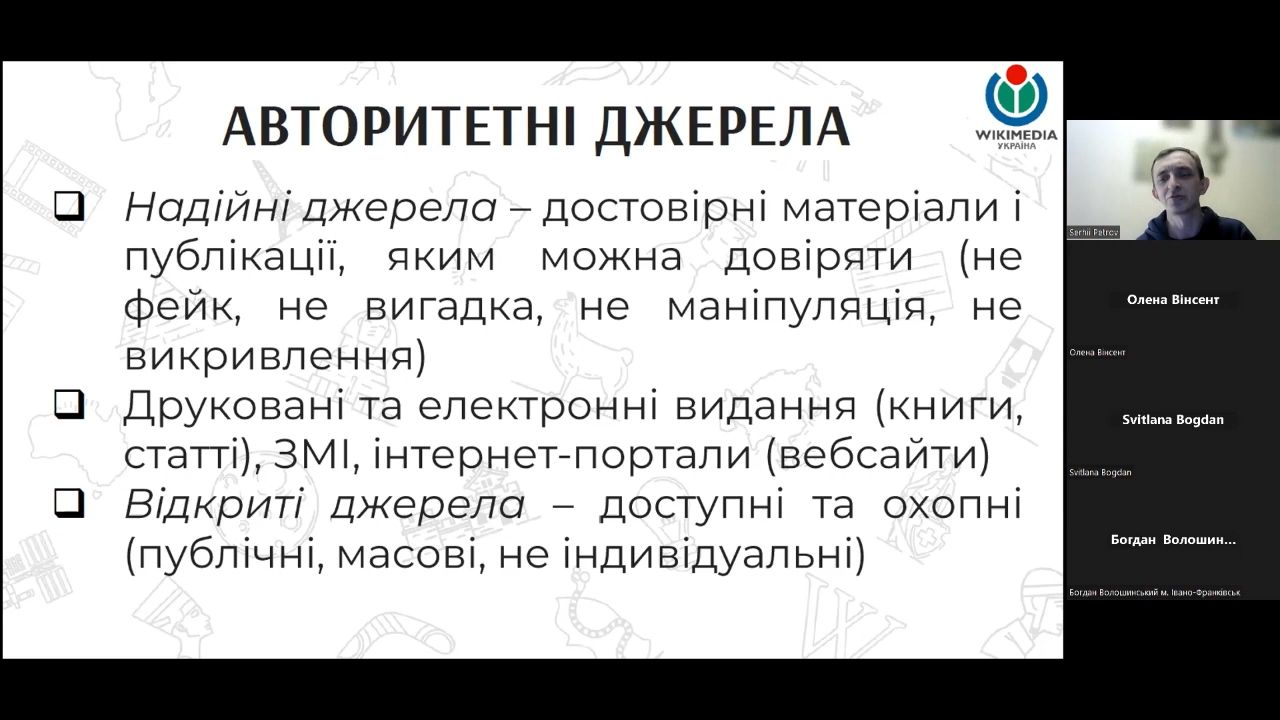 АВТОРИТЕТНІ ДЖЕРЕЛА
WIKIMEDIA
УКРАЇНА
Надійні джерела – достовірні матеріали і
публікації, яким можна довіряти (не
фейк, не вигадка, не маніпуляція, не
викривлення)
Друковані та електронні видання (книги,
статті), ЗМІ, інтернет-портали (вебсайти)
Відкриті джерела – доступні та охопні
(публічні, масові, не індивідуальні)
Serhii Petrov
Олена Вінсент
Олена Вінсент
Svitlana Bogdan
Svitlana Bogdan
Богдан Волошин...
Богдан Волошинський м. Івано-Франківськ